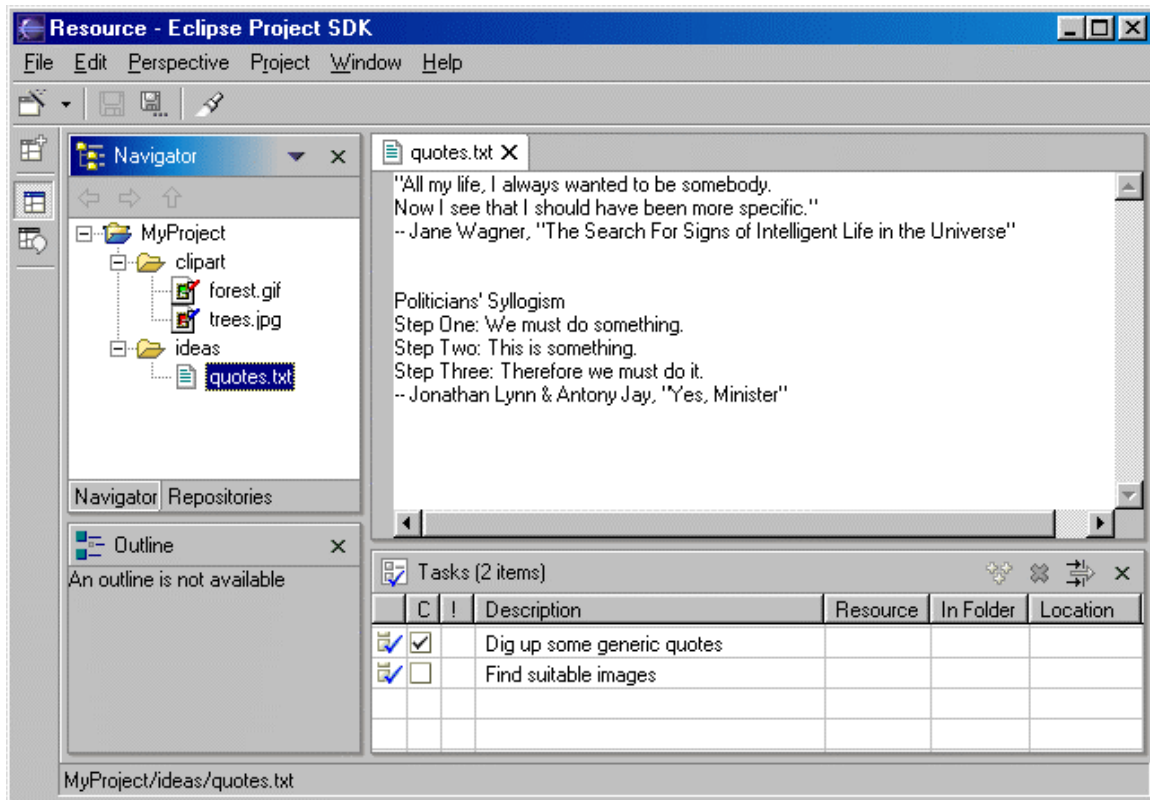 Resource - Eclipse Project SDK
File Edit Perspective Project Window Help
Navigator
MyProject
clipart
forest.gif
trees.jpg
ideas
quotes.txt
Navigator Repositories
Outline
An outline is not available
quotes.txt
"All my life, I always wanted to be somebody.
Now I see that I should have been more specific."
-- Jane Wagner, "The Search For Signs of Intelligent Life in the Universe"
Politicians' Syllogism
Step One: We must do something.
Step Two: This is something.
Step Three: Therefore we must do it.
-- Jonathan Lynn & Antony Jay, "Yes, Minister"
Tasks (2 items)
C ! Description Resource In Folder Location
Dig up some generic quotes
Find suitable images
MyProject/ideas/quotes.txt